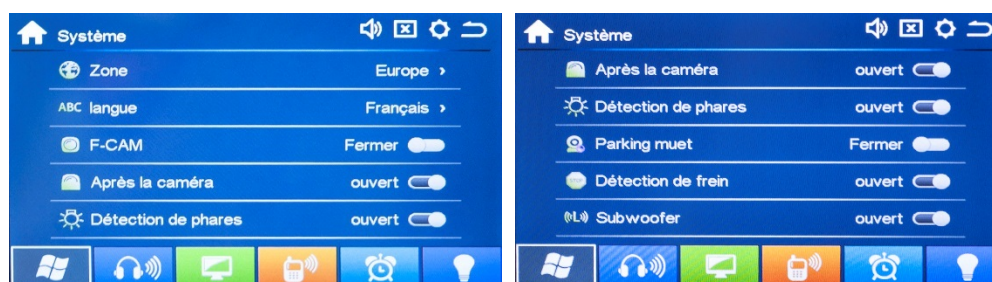 Système
Zone Europe
ABC langue Français
F-CAM Fermer
Après la caméra ouvert
Détection de phares ouvert
Système
Après la caméra ouvert
Détection de phares ouvert
Parking muet Fermer
Détection de frein ouvert
Subwoofer ouvert